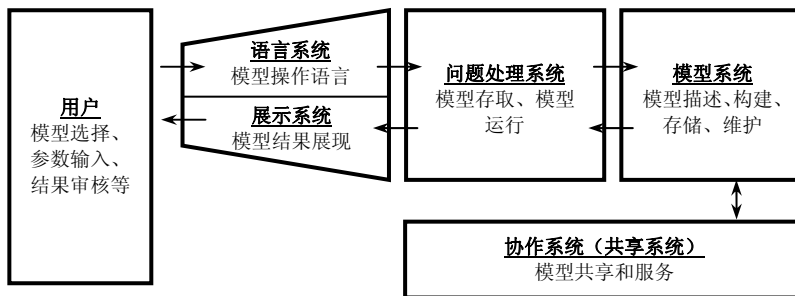 用户
模型选择、
参数输入、
结果审核等
语言系统
模型操作语言
展示系统
模型结果展现
问题处理系统
模型存取、模型
运行
模型系统
模型描述、构建、
存储、维护
协作系统（共享系统）
模型共享和服务